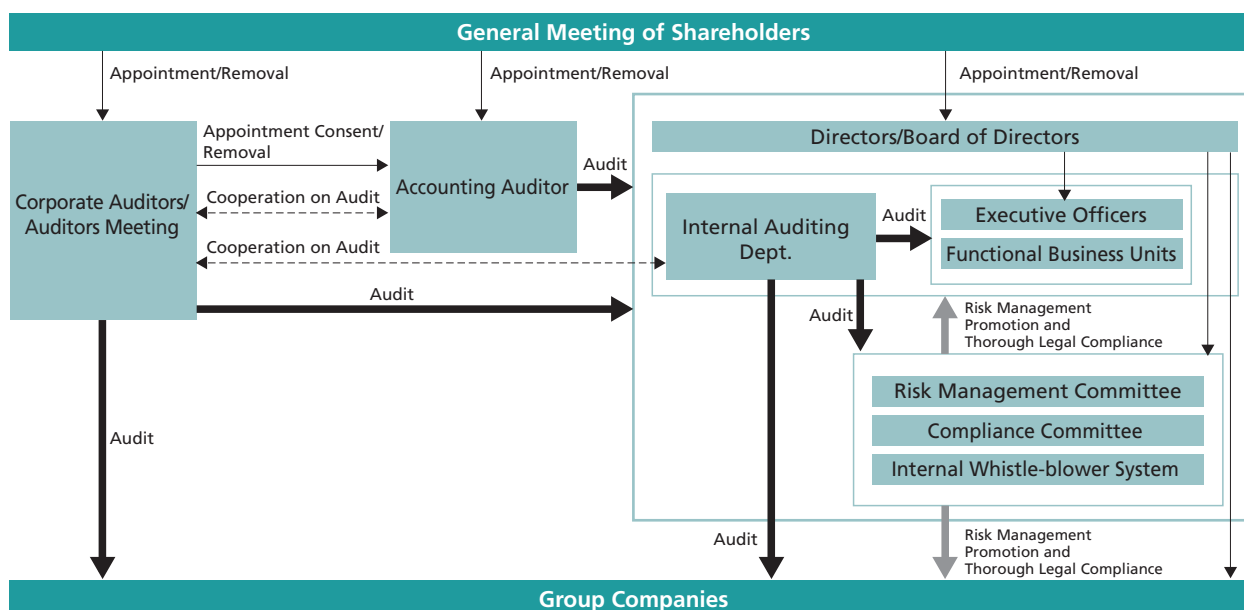 General Meeting of Shareholders
Appointment/Removal
Appointment/Removal
Appointment/Removal
Corporate Auditors/
Auditors Meeting
Appointment Consent/
Removal
Cooperation on Audit
Cooperation on Audit
Audit
Accounting Auditor
Audit
Directors/Board of Directors
Internal Auditing
Dept.
Audit
Executive Officers
Functional Business Units
Audit
Risk Management
Promotion and
Thorough Legal Compliance
Risk Management Committee
Compliance Committee
Internal Whistle-blower System
Audit
Audit
Risk Management
Promotion and
Thorough Legal Compliance
Group Companies